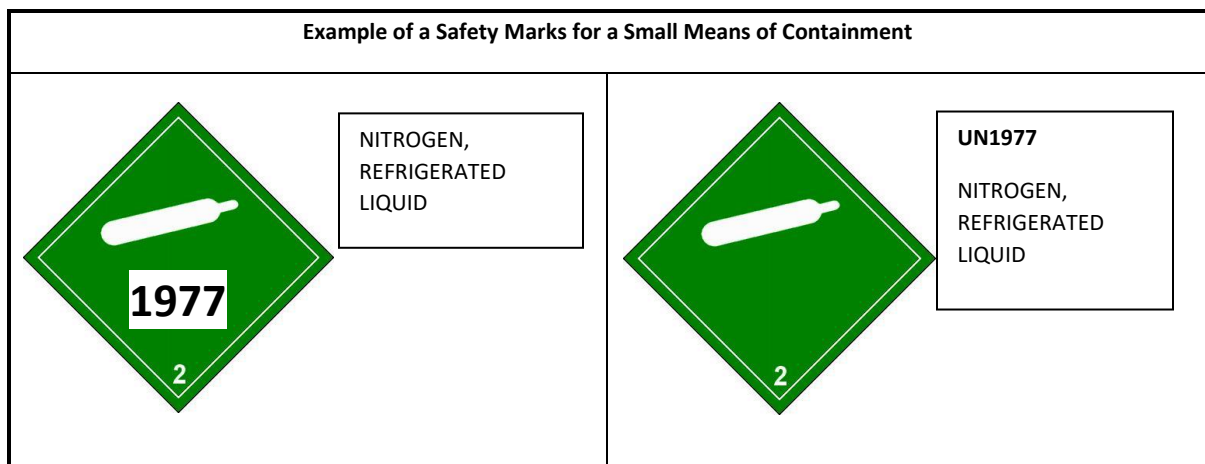 Example of a Safety Marks for a Small Means of Containment
NITROGEN,
REFRIGERATED
LIQUID
1977
2
UN1977
NITROGEN,
REFRIGERATED
LIQUID
2